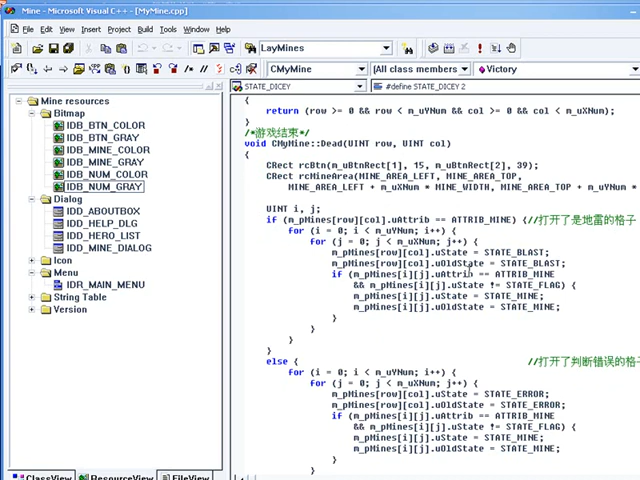 Mine - Microsoft Visual C++ - [MyMine.cpp]
File Edit View Insert Project Build Tools Window Help
LayMines
CMyMine [All class members] Victory
STATE_DICEY #define STATE_DICEY 2
Mine resources
Bitmap
IDB_BTN_COLOR
IDB_BTN_GRAY
IDB_MINE_COLOR
IDB_MINE_GRAY
IDB_NUM_COLOR
IDB_NUM_GRAY
Dialog
IDD_ABOUTBOX
IDD_HELP_DLG
IDD_HERO_LIST
IDD_MINE_DIALOG
Icon
Menu
IDR_MAIN_MENU
String Table
Version
ClassView ResourceView FileView
return (row >= 0 && row < m_uYNum && col >= 0 && col < m_uXNum);
}
/*游戏结束*/
void CMyMine::Dead(UINT row, UINT col)
{
CRect rcBtn(m_uBtnRect[1], 15, m_uBtnRect[2], 39);
CRect rcMineArea(MINE_AREA_LEFT, MINE_AREA_TOP,
MINE_AREA_LEFT + m_uXNum * MINE_WIDTH, MINE_AREA_TOP + m_uYNum *
UINT i, j;
if (m_pMines[row][col].uAttrib == ATTRIB_MINE) {//打开了是地雷的格子
for (i = 0; i < m_uYNum; i++) {
for (j = 0; j < m_uXNum; j++) {
m_pMines[row][col].uState = STATE_BLAST;
m_pMines[row][col].uOldState = STATE_BLAST;
if (m_pMines[i][j].uAttrib == ATTRIB_MINE
&& m_pMines[i][j].uState != STATE_FLAG) {
m_pMines[i][j].uState = STATE_MINE;
m_pMines[i][j].uOldState = STATE_MINE;
}
}
}
}
else { //打开了判断错误的格子
for (i = 0; i < m_uYNum; i++) {
for (j = 0; j < m_uXNum; j++) {
m_pMines[row][col].uState = STATE_ERROR;
m_pMines[row][col].uOldState = STATE_ERROR;
if (m_pMines[i][j].uAttrib == ATTRIB_MINE
&& m_pMines[i][j].uState != STATE_FLAG) {
m_pMines[i][j].uState = STATE_MINE;
m_pMines[i][j].uOldState = STATE_MINE;
}
}